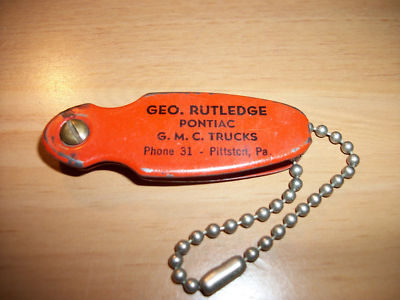 GEO. RUTLEDGE
PONTIAC
G. M. C. TRUCKS
Phone 31 - Pittston, Pa.